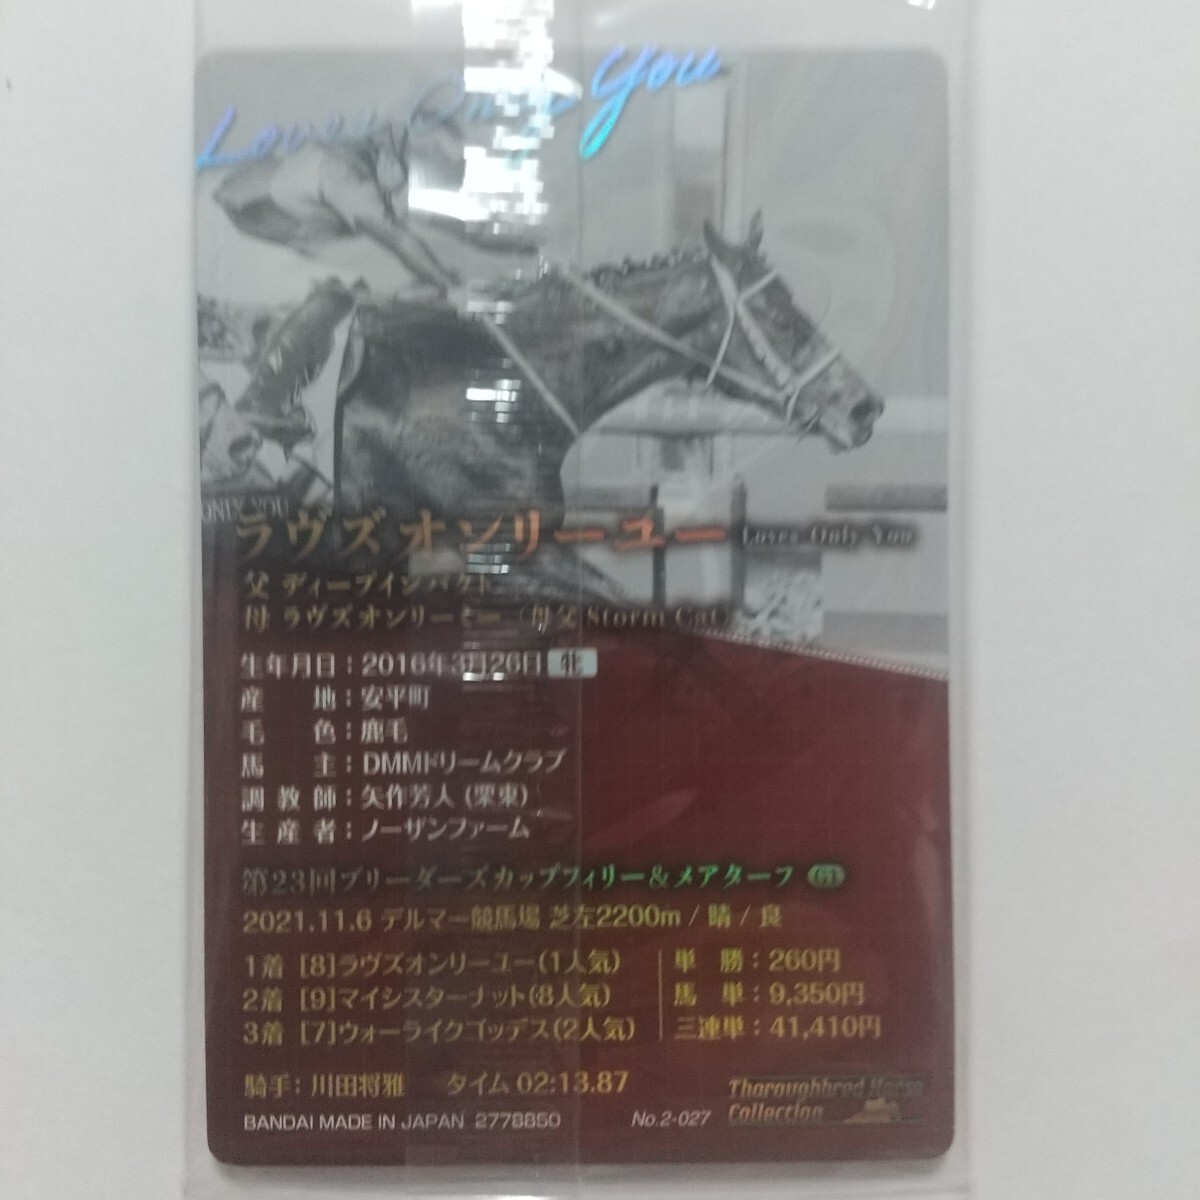 Loves Only You
ONLY YOU
ラヴズオンリーユー Loves Only You
父 ディープインパクト
母 ラヴズオンリーミー (母父 Storm Cat)
生年月日：2016年3月26日 牝
産地：安平町
毛色：鹿毛
馬主：DMMドリームクラブ
調教師：矢作芳人 (栗東)
生産者：ノーザンファーム
第23回ブリーダーズカップフィリー&メアターフ G1
2021.11.6 デルマー競馬場 芝左2200m / 晴 / 良
1着 [8]ラヴズオンリーユー(1人気) 単勝：260円
2着 [9]マイシスターナット(8人気) 馬単：9,350円
3着 [7]ウォーライクゴッデス(2人気) 三連単：41,410円
騎手：川田将雅 タイム 02:13.87
BANDAI MADE IN JAPAN 2778850 No.2-027
Thoroughbred Horse
Collection